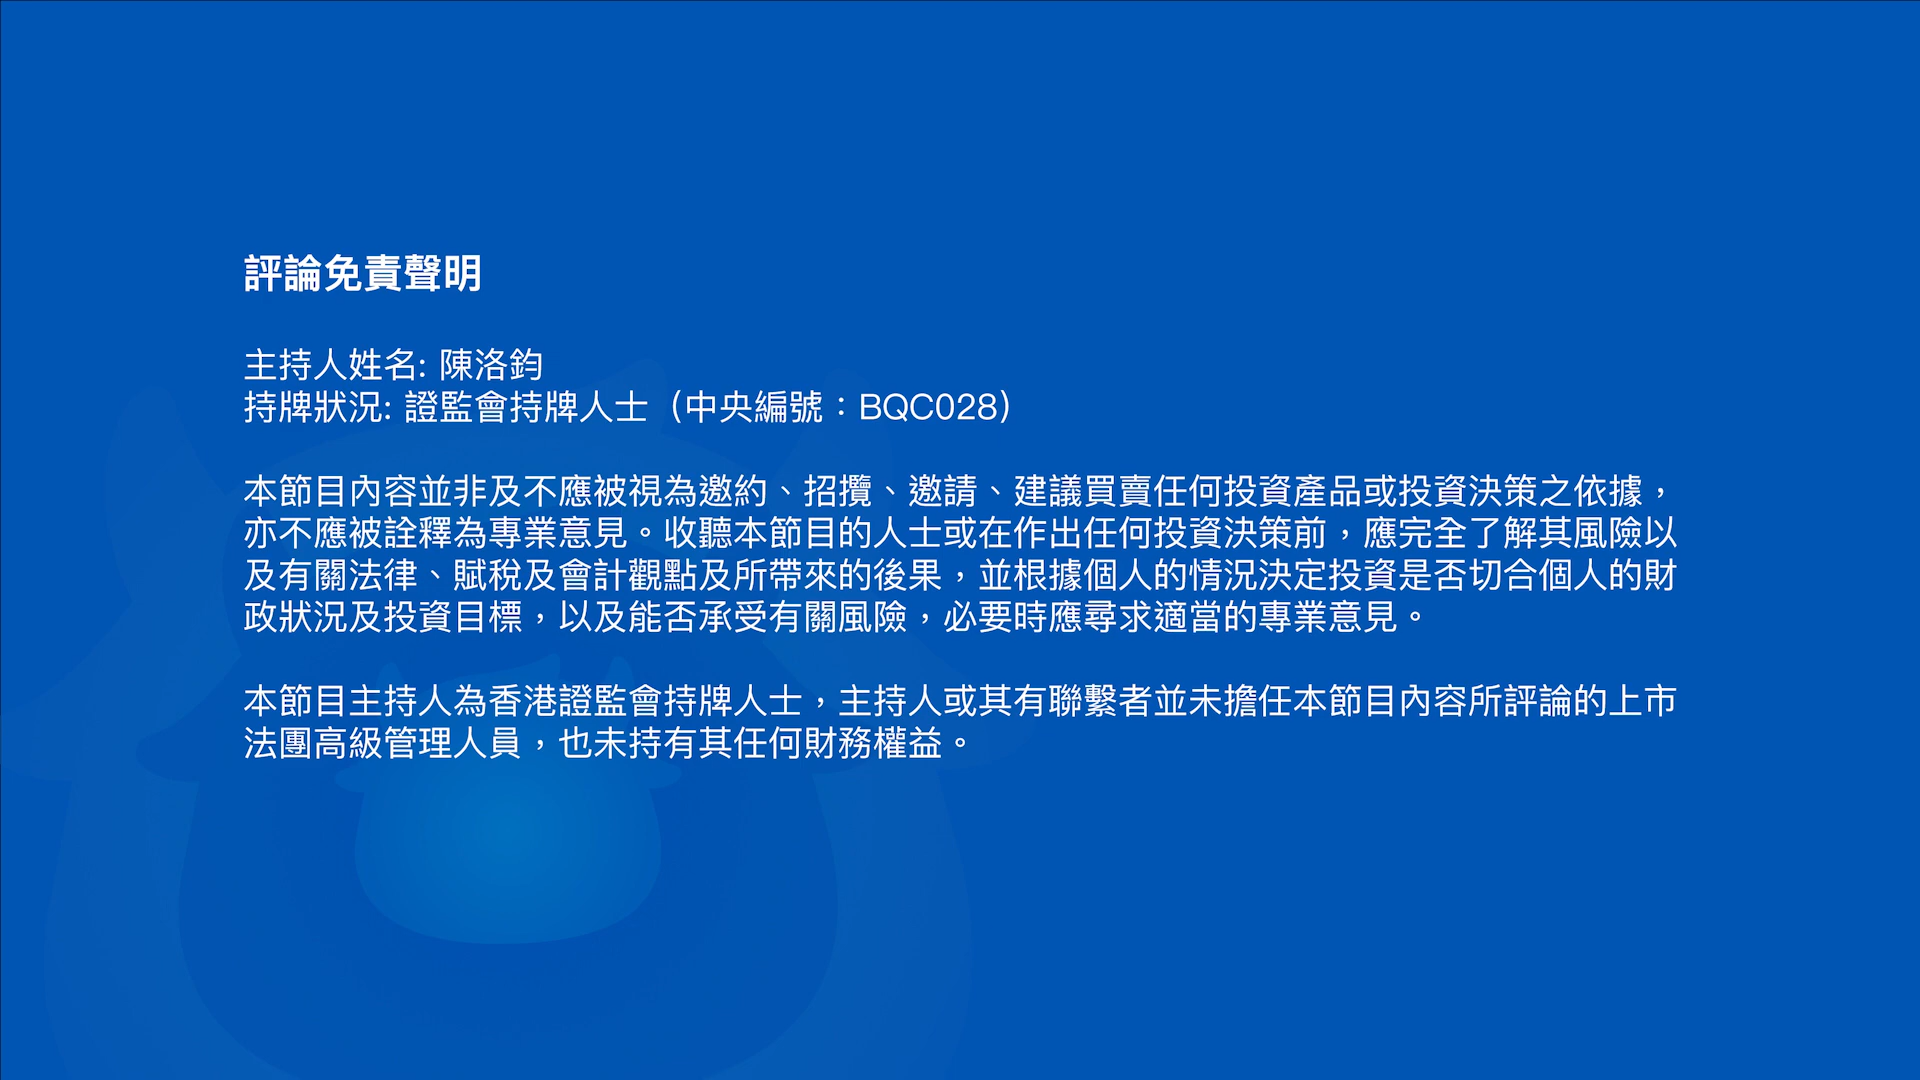 評論免責聲明
主持人姓名: 陳洛鈞
持牌狀況: 證監會持牌人士（中央編號：BQC028）
本節目內容並非及不應被視為邀約、招攬、邀請、建議買賣任何投資產品或投資決策之依據，
亦不應被詮釋為專業意見。收聽本節目的人士或在作出任何投資決策前，應完全了解其風險以
及有關法律、賦稅及會計觀點及所帶來的後果，並根據個人的情況決定投資是否切合個人的財
政狀況及投資目標，以及能否承受有關風險，必要時應尋求適當的專業意見。
本節目主持人為香港證監會持牌人士，主持人或其有聯繫者並未擔任本節目內容所評論的上市
法團高級管理人員，也未持有其任何財務權益。